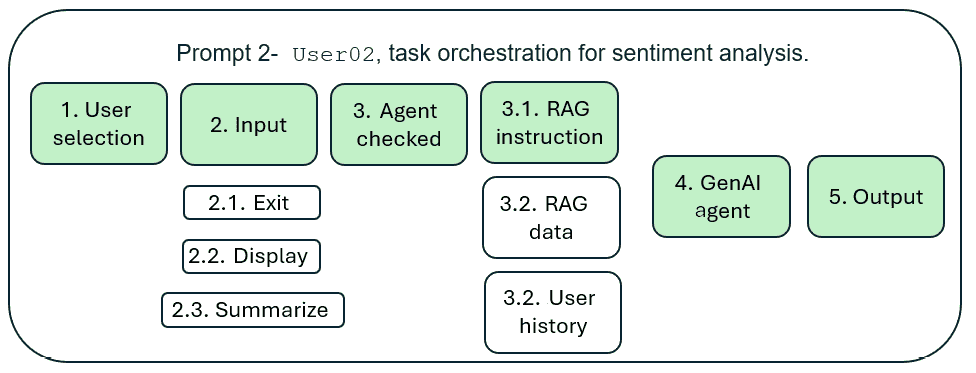 Prompt 2- User02, task orchestration for sentiment analysis.
1. User
selection
2. Input
3. Agent
checked
3.1. RAG
instruction
2.1. Exit
2.2. Display
2.3. Summarize
3.2. RAG
data
3.2. User
history
4. GenAI
agent
5. Output